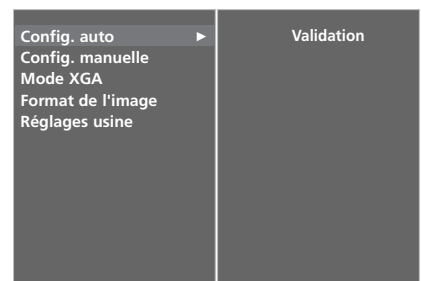 Config. auto ► Validation
Config. manuelle
Mode XGA
Format de l'image
Réglages usine